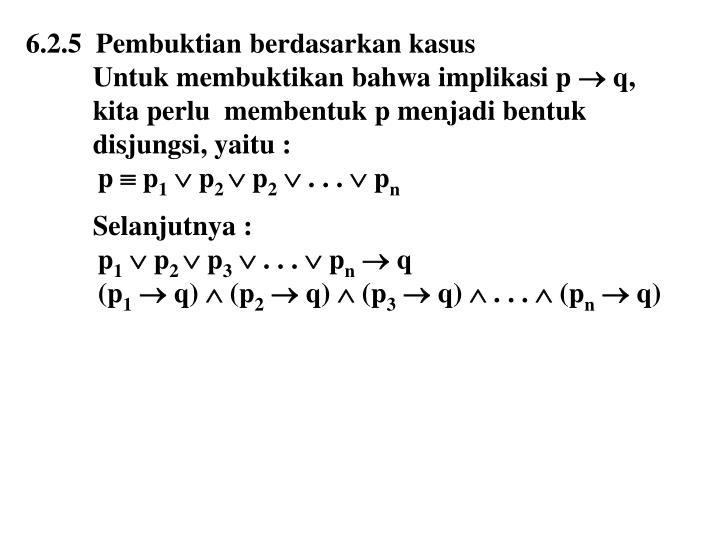 6.2.5 Pembuktian berdasarkan kasus
Untuk membuktikan bahwa implikasi p → q,
kita perlu membentuk p menjadi bentuk
disjungsi, yaitu :
p ≡ p₁ ∨ p₂ ∨ p₂ ∨ . . . ∨ pₙ
Selanjutnya :
p₁ ∨ p₂ ∨ p₃ ∨ . . . ∨ pₙ → q
(p₁ → q) ∧ (p₂ → q) ∧ (p₃ → q) ∧ . . . ∧ (pₙ → q)